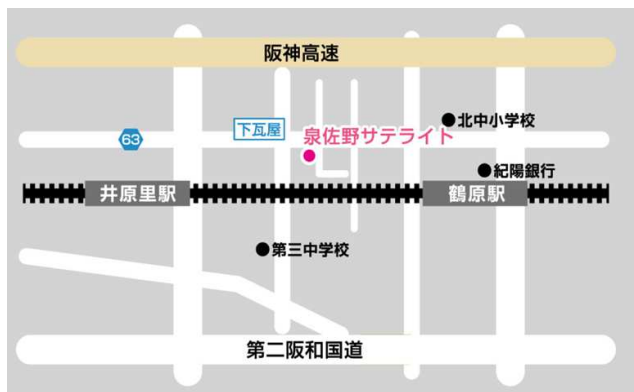 阪神高速
北中小学校
下瓦屋
63
泉佐野サテライト
紀陽銀行
井原里駅
鶴原駅
第三中学校
第二阪和国道